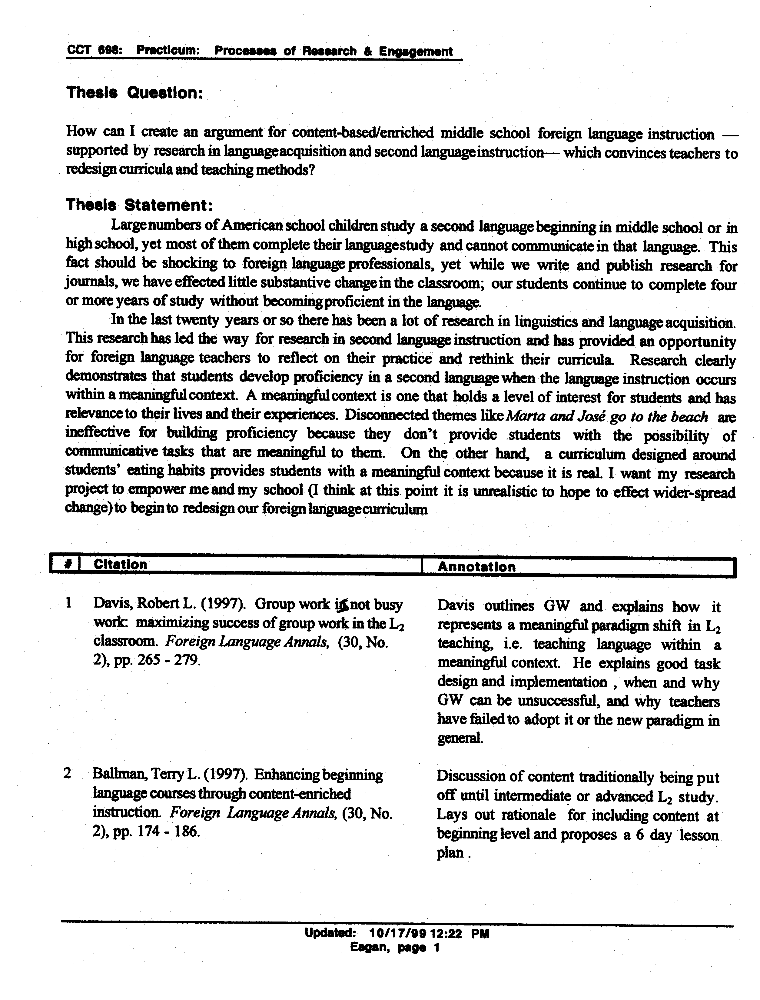 CCT 698: Practicum: Processes of Research & Engagement
Thesis Question:
How can I create an argument for content-based/enriched middle school foreign language instruction —
supported by research in language acquisition and second language instruction— which convinces teachers to
redesign curricula and teaching methods?
Thesis Statement:
Large numbers of American school children study a second language beginning in middle school or in
high school, yet most of them complete their language study and cannot communicate in that language. This
fact should be shocking to foreign language professionals, yet while we write and publish research for
journals, we have effected little substantive change in the classroom; our students continue to complete four
or more years of study without becoming proficient in the language.
In the last twenty years or so there has been a lot of research in linguistics and language acquisition.
This research has led the way for research in second language instruction and has provided an opportunity
for foreign language teachers to reflect on their practice and rethink their curricula. Research clearly
demonstrates that students develop proficiency in a second language when the language instruction occurs
within a meaningful context. A meaningful context is one that holds a level of interest for students and has
relevance to their lives and their experiences. Disconnected themes like Marta and José go to the beach are
ineffective for building proficiency because they don't provide students with the possibility of
communicative tasks that are meaningful to them. On the other hand, a curriculum designed around
students' eating habits provides students with a meaningful context because it is real. I want my research
project to empower me and my school (I think at this point it is unrealistic to hope to effect wider-spread
change) to begin to redesign our foreign language curriculum
# Citation Annotation
1 Davis, Robert L. (1997). Group work is not busy
work: maximizing success of group work in the L2
classroom. Foreign Language Annals, (30, No.
2), pp. 265 - 279.
Davis outlines GW and explains how it
represents a meaningful paradigm shift in L2
teaching, i.e. teaching language within a
meaningful context. He explains good task
design and implementation , when and why
GW can be unsuccessful, and why teachers
have failed to adopt it or the new paradigm in
general.
2 Ballman, Terry L. (1997). Enhancing beginning
language courses through content-enriched
instruction. Foreign Language Annals, (30, No.
2), pp. 174 - 186.
Discussion of content traditionally being put
off until intermediate or advanced L2 study.
Lays out rationale for including content at
beginning level and proposes a 6 day lesson
plan .
Updated: 10/17/99 12:22 PM
Eagan, page 1